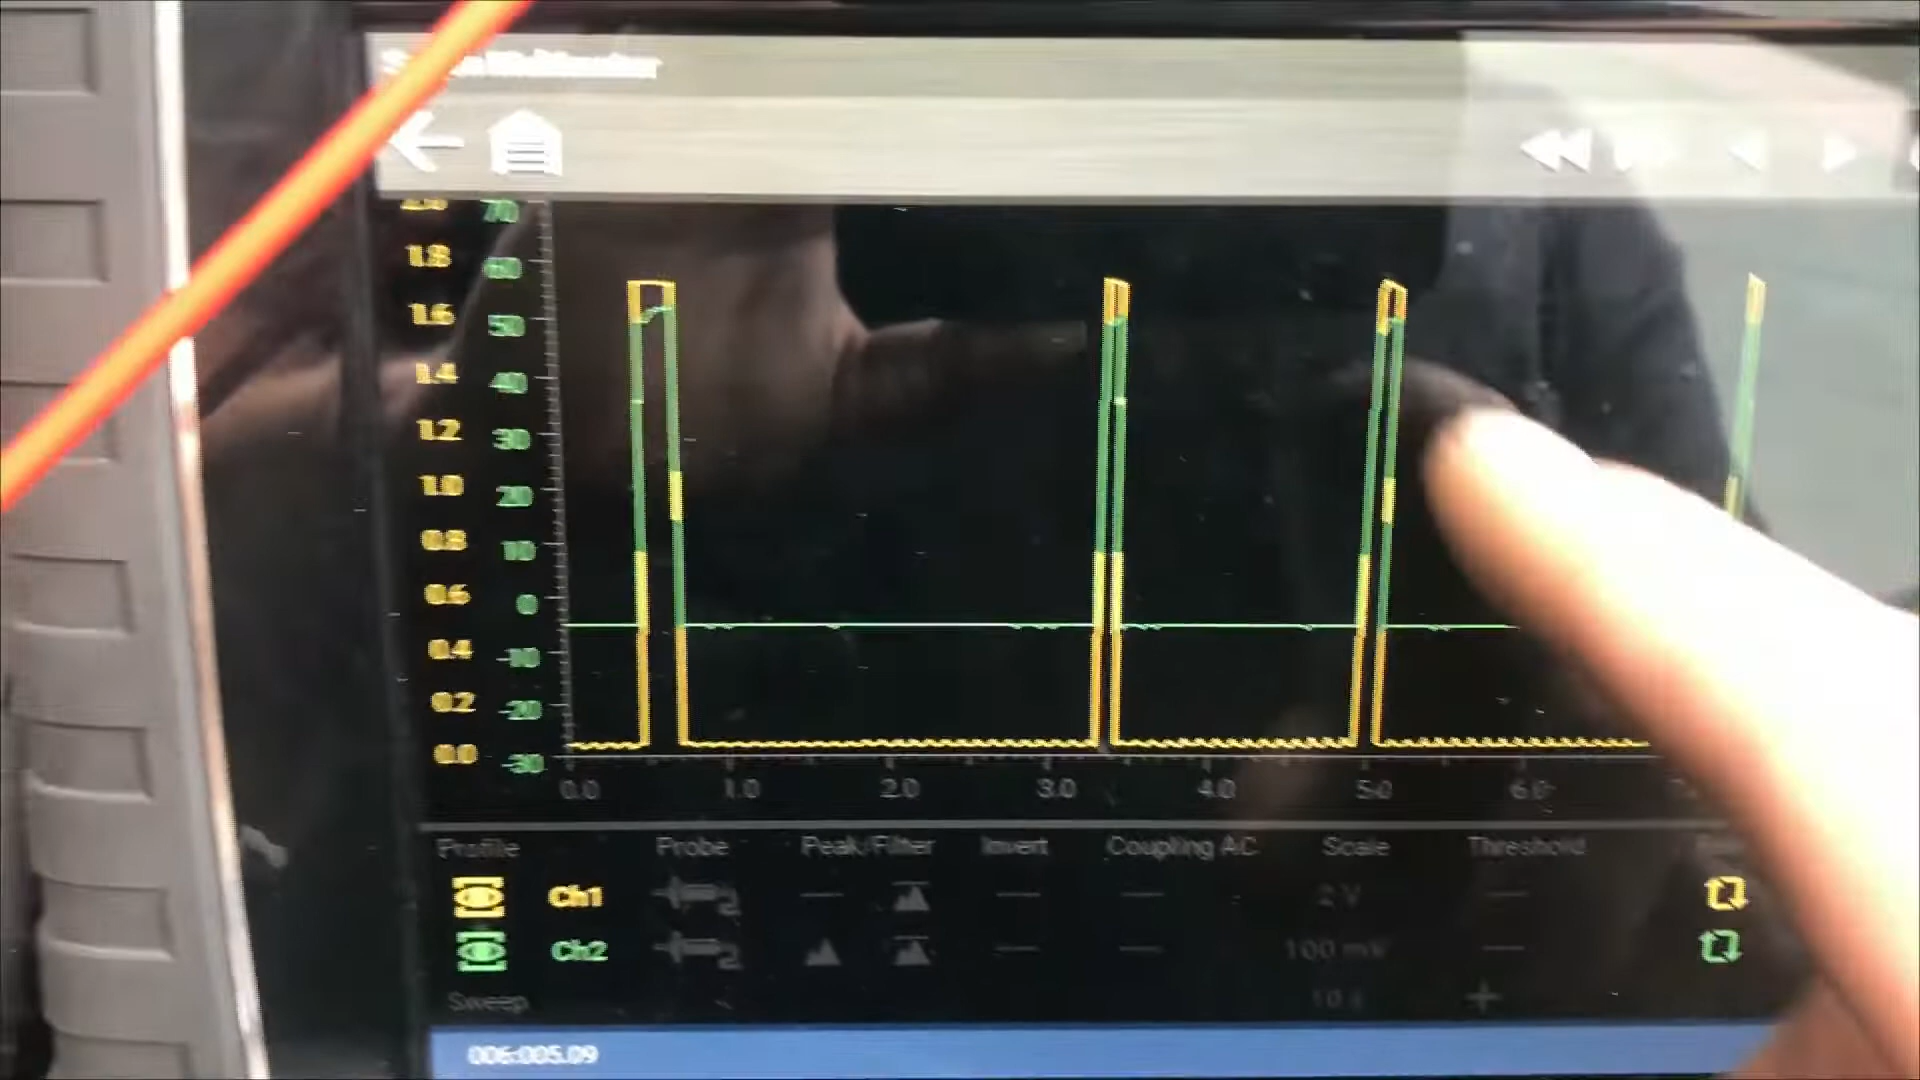 70
1.8 60
1.6 50
1.4 40
1.2 30
1.0 20
0.8 10
0.6 0
0.4 -10
0.2 -20
0.0 -30
0.0 1.0 2.0 3.0 4.0 5.0 6.0
Profile Probe Peak/Filter Invert Coupling AC Scale Threshold
Ch1 2 V
Ch2 100 mV
Sweep 10 s
006:005.09